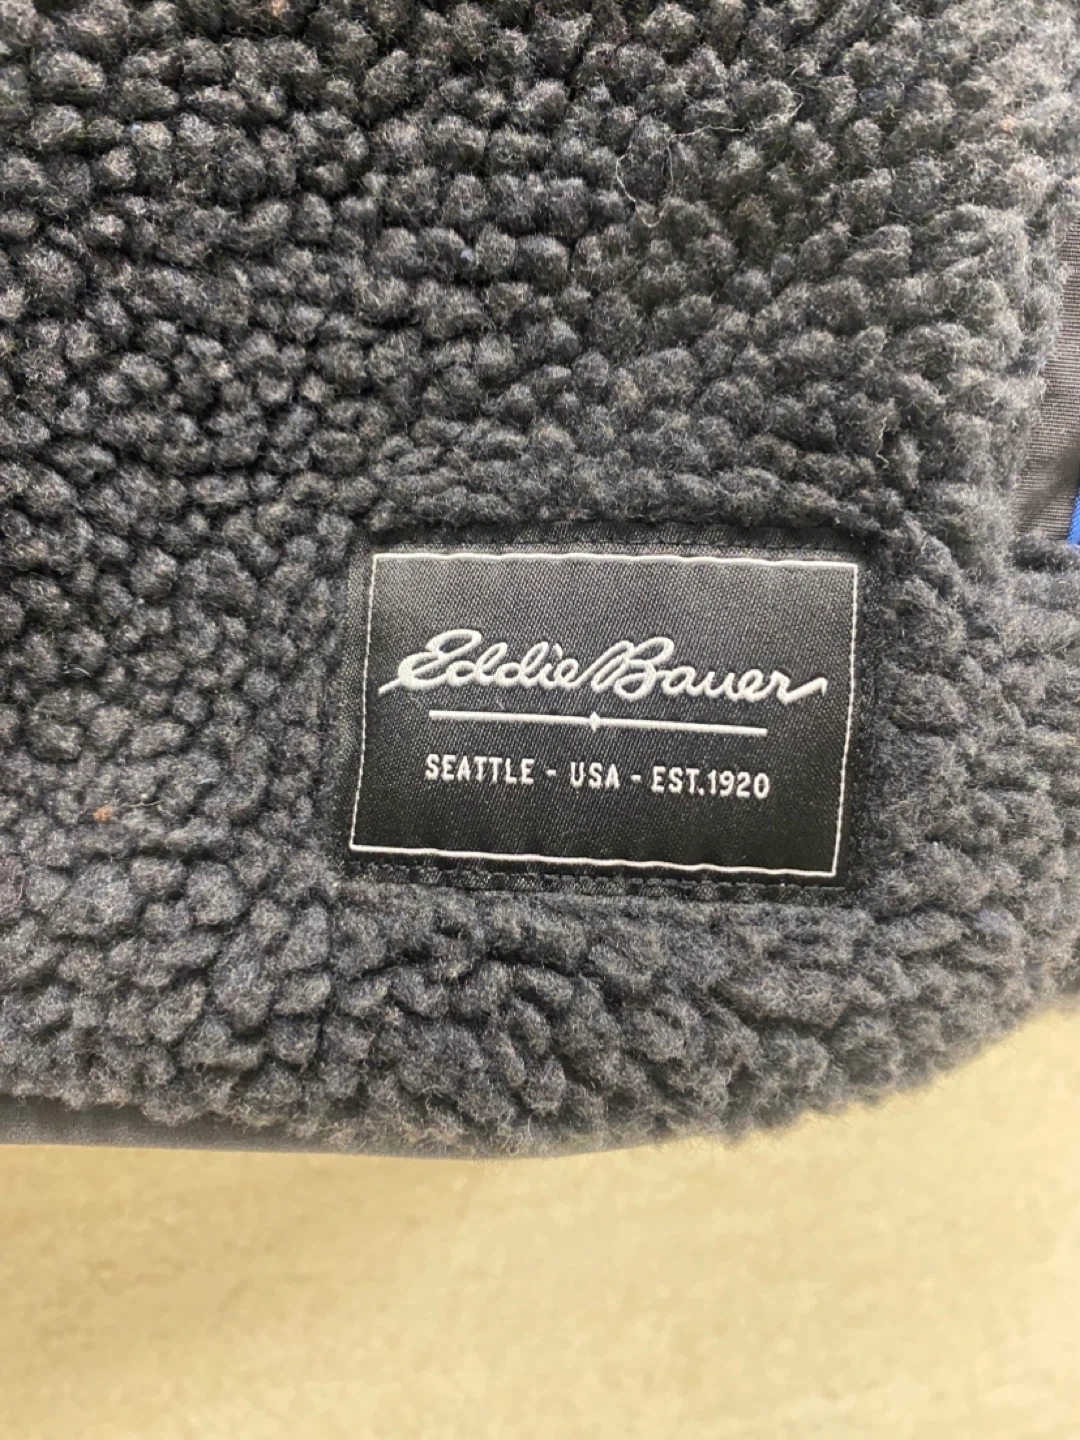 Eddie Bauer
SEATTLE - USA - EST.1920